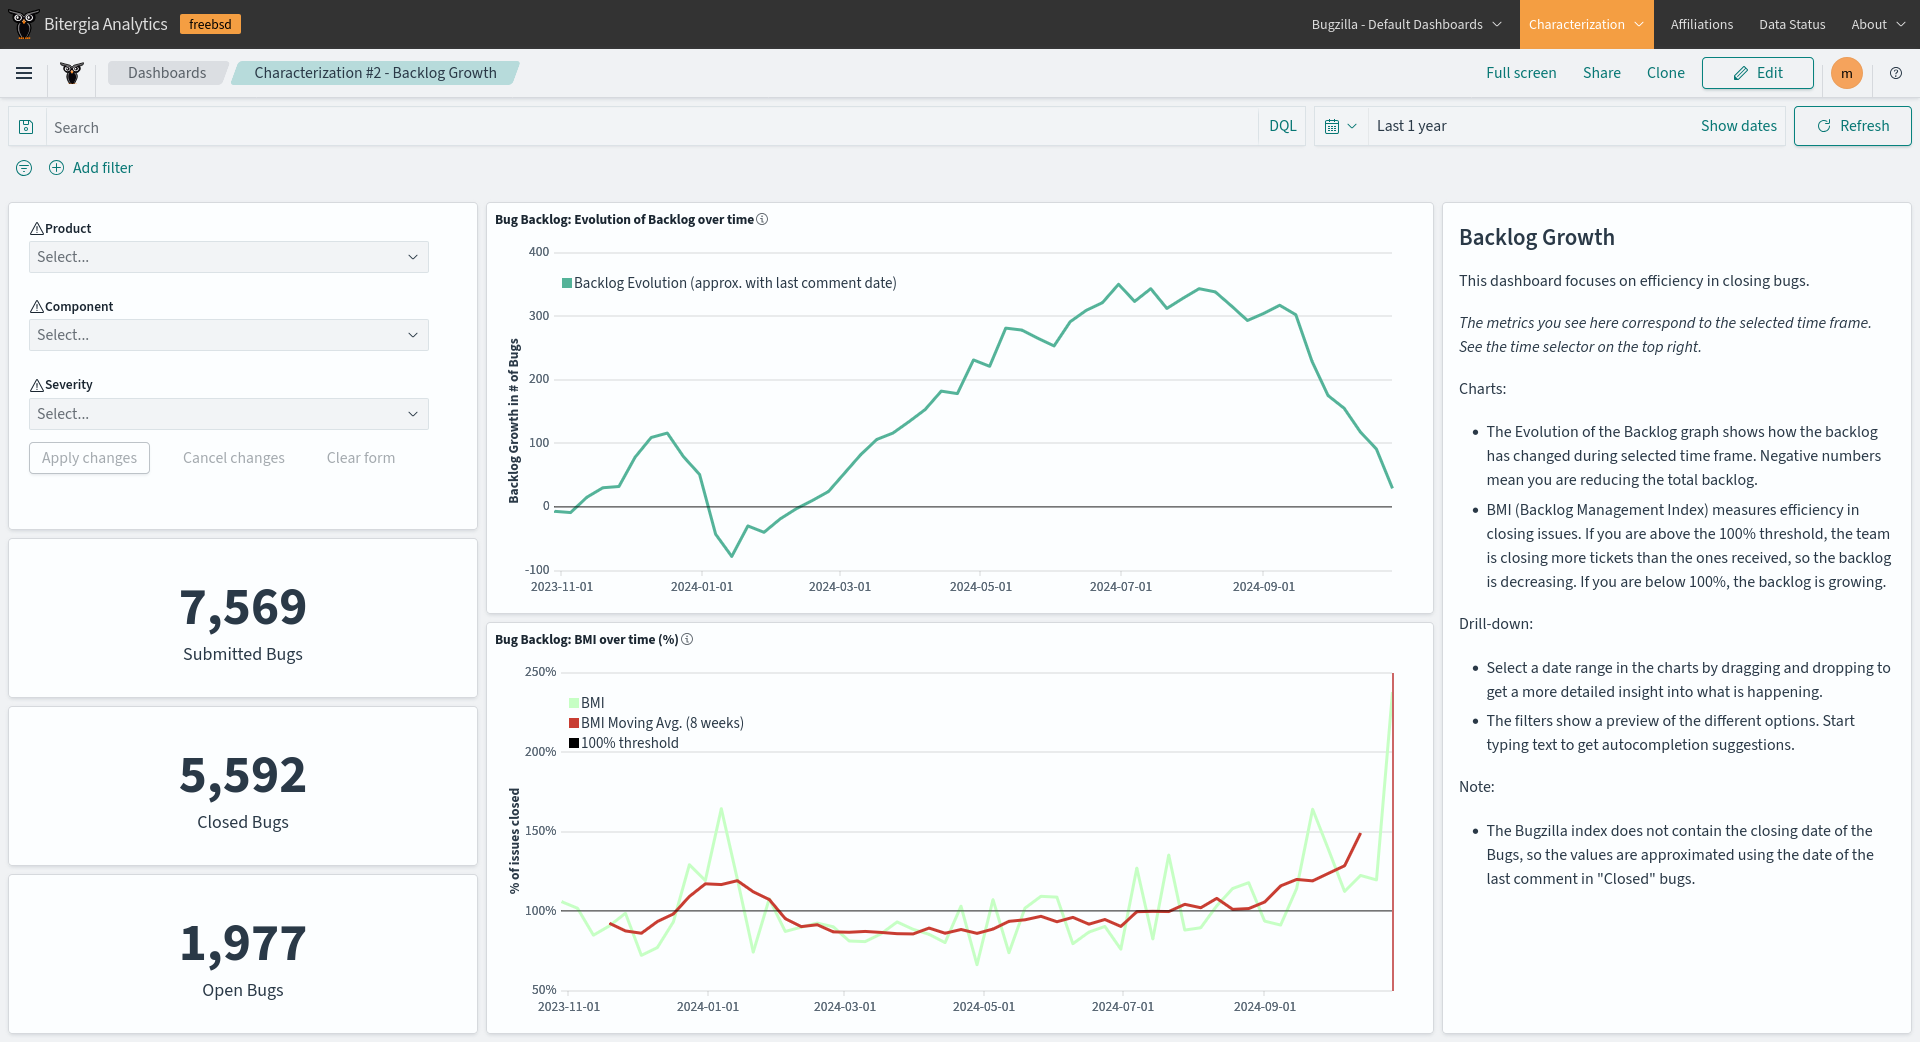 Bitergia Analytics
freebsd
Bugzilla - Default Dashboards
Characterization
Affiliations
Data Status
About
Dashboards
Characterization #2 - Backlog Growth
Full screen
Share
Clone
Edit
m
Search
DQL
Last 1 year
Show dates
Refresh
Add filter
Product
Select...
Component
Select...
Severity
Select...
Apply changes
Cancel changes
Clear form
7,569
Submitted Bugs
5,592
Closed Bugs
1,977
Open Bugs
Bug Backlog: Evolution of Backlog over time
Backlog Growth in # of Bugs
400
300
200
100
0
-100
Backlog Evolution (approx. with last comment date)
2023-11-01
2024-01-01
2024-03-01
2024-05-01
2024-07-01
2024-09-01
Bug Backlog: BMI over time (%)
% of issues closed
250%
200%
150%
100%
50%
BMI
BMI Moving Avg. (8 weeks)
100% threshold
2023-11-01
2024-01-01
2024-03-01
2024-05-01
2024-07-01
2024-09-01
Backlog Growth
This dashboard focuses on efficiency in closing bugs.
The metrics you see here correspond to the selected time frame.
See the time selector on the top right.
Charts:
• The Evolution of the Backlog graph shows how the backlog
has changed during selected time frame. Negative numbers
mean you are reducing the total backlog.
• BMI (Backlog Management Index) measures efficiency in
closing issues. If you are above the 100% threshold, the team
is closing more tickets than the ones received, so the backlog
is decreasing. If you are below 100%, the backlog is growing.
Drill-down:
• Select a date range in the charts by dragging and dropping to
get a more detailed insight into what is happening.
• The filters show a preview of the different options. Start
typing text to get autocompletion suggestions.
Note:
• The Bugzilla index does not contain the closing date of the
Bugs, so the values are approximated using the date of the
last comment in "Closed" bugs.